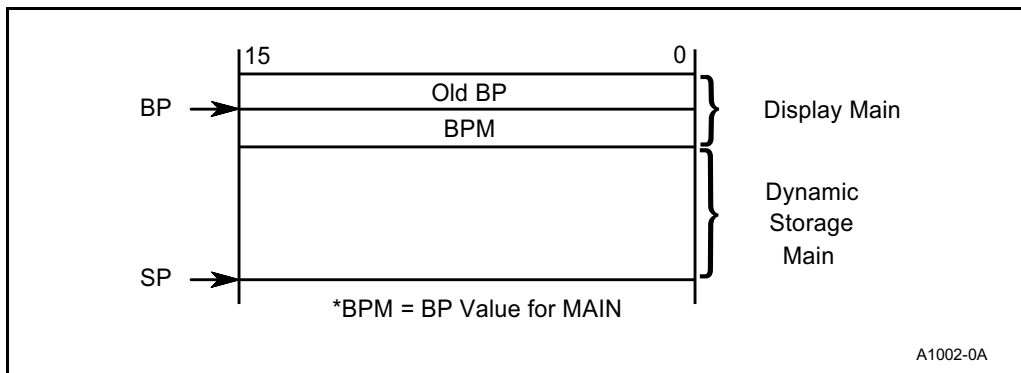 15 0
Old BP
BP
Display Main
BPM
Dynamic
Storage
Main
SP
*BPM = BP Value for MAIN
A1002-0A